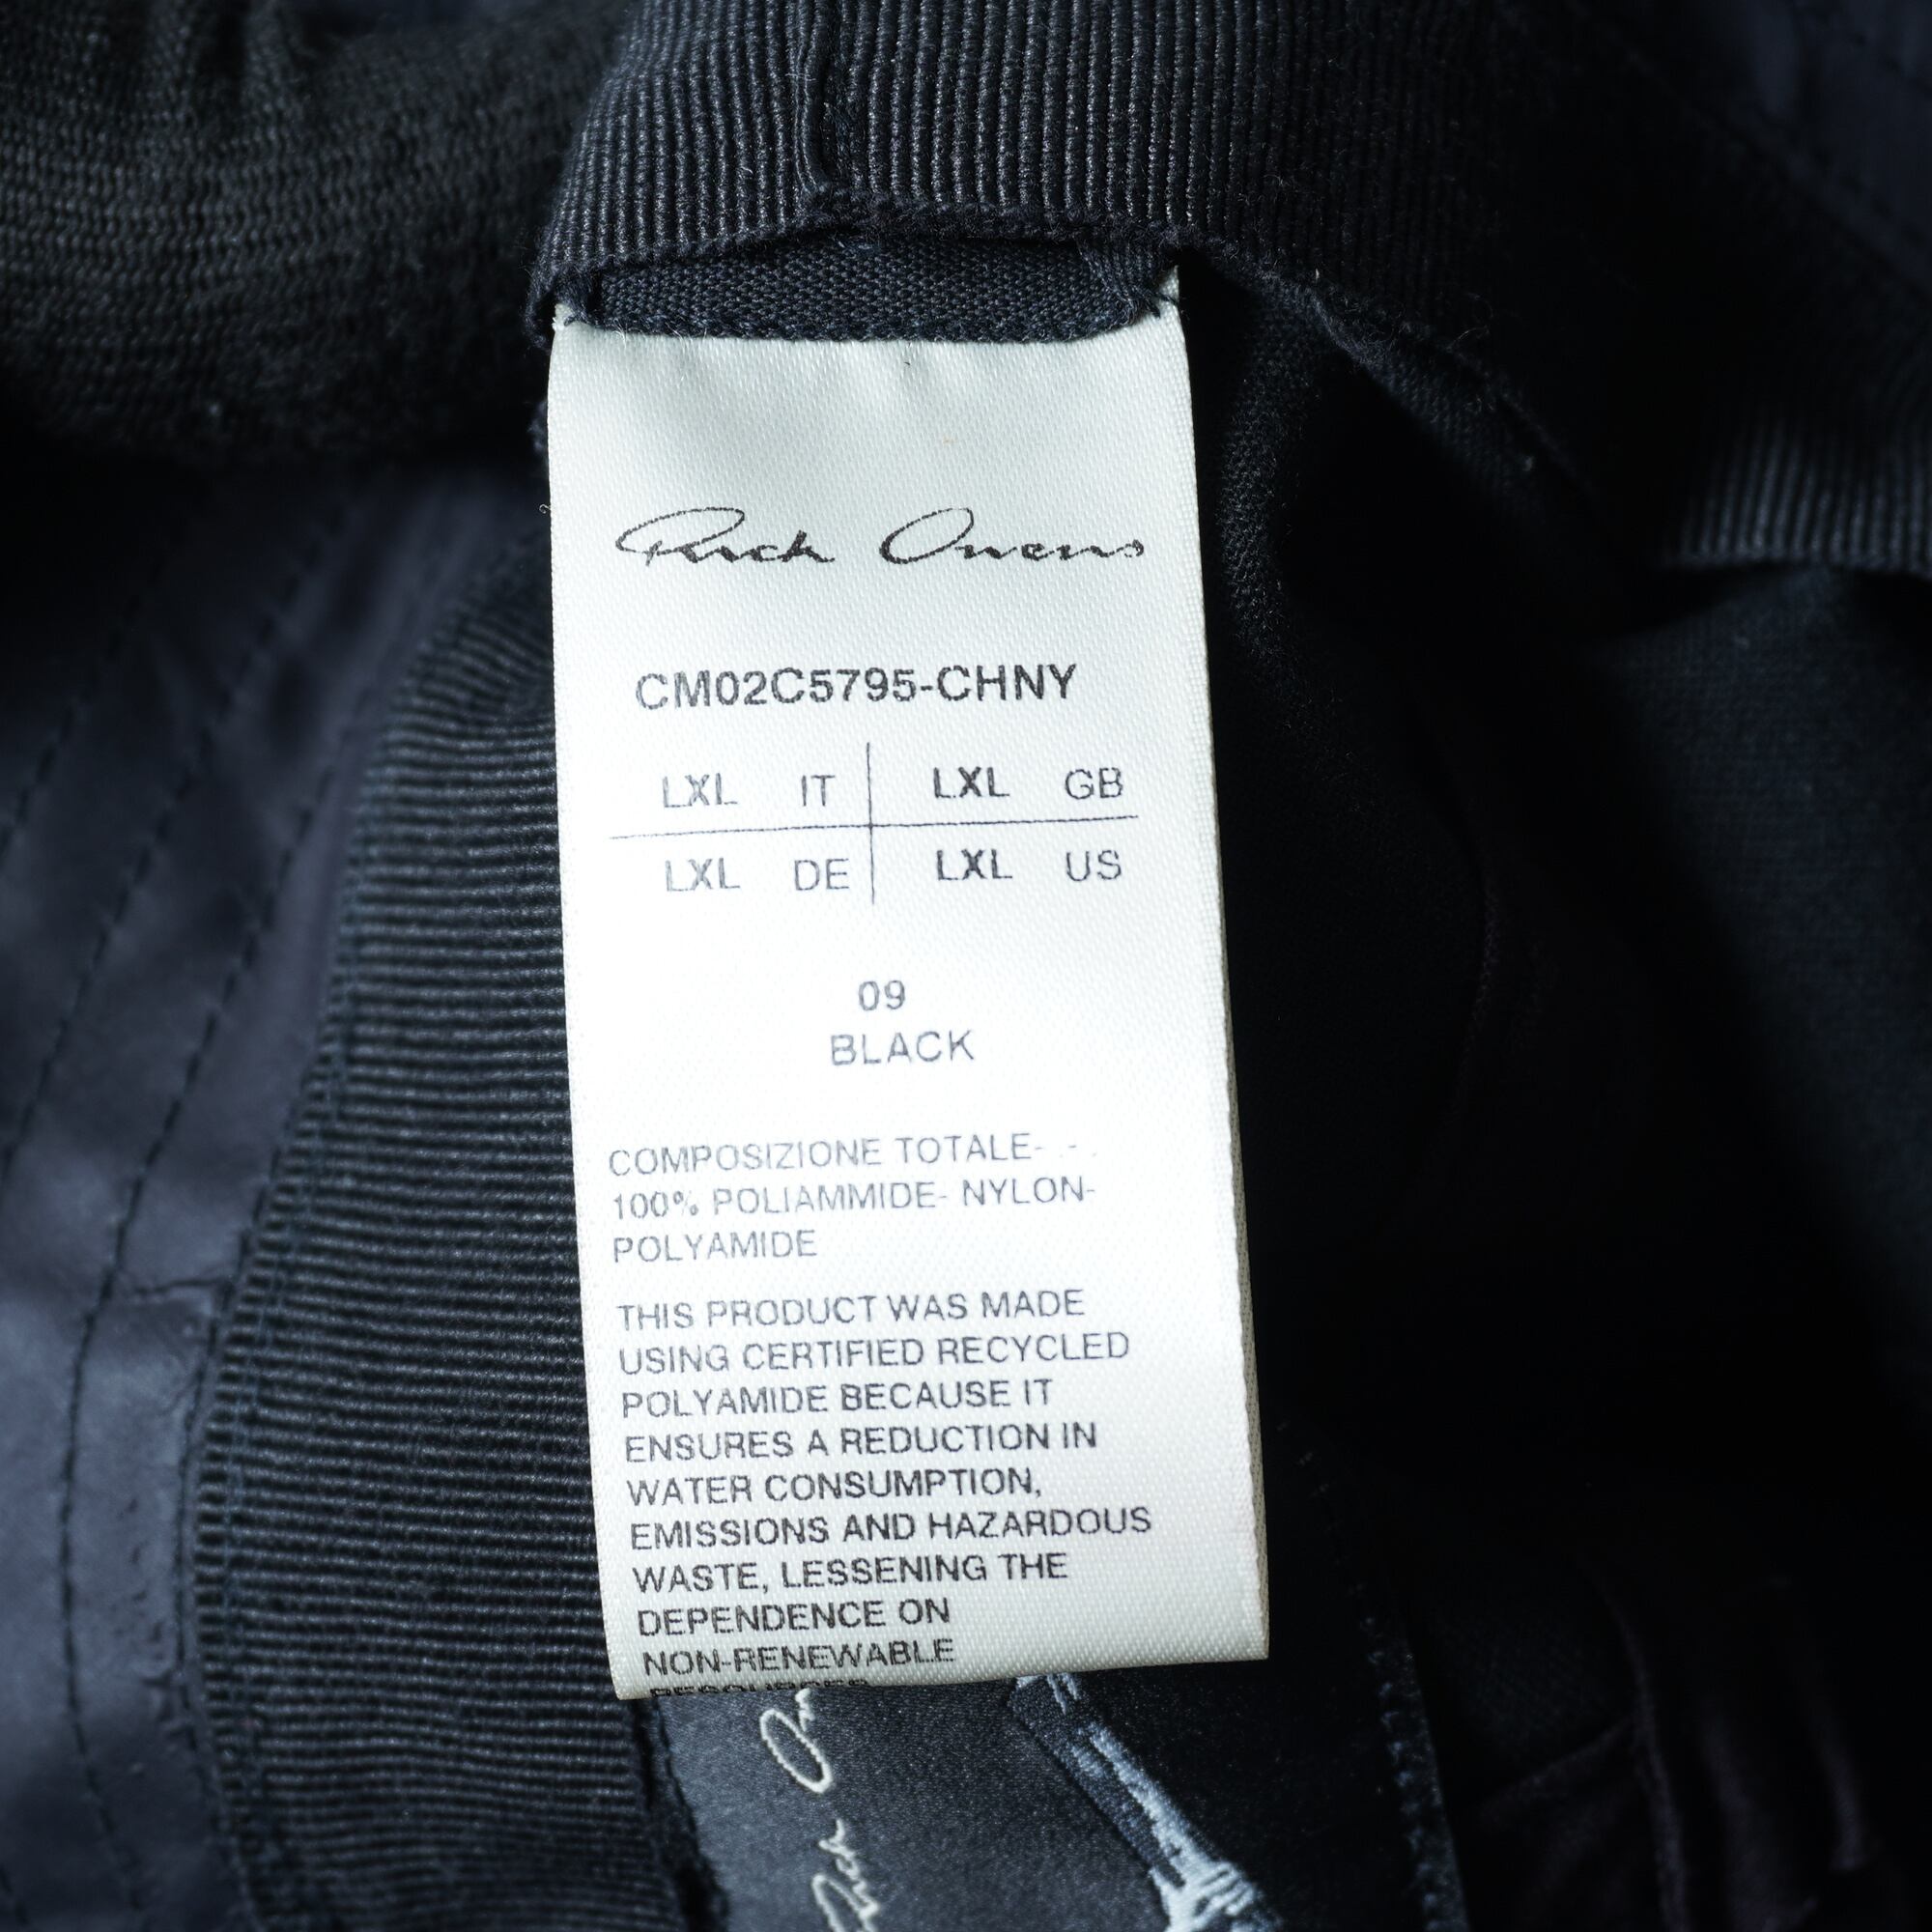 Rick Owens
CM02C5795-CHNY
LXL IT LXL GB
LXL DE LXL US
09
BLACK
COMPOSIZIONE TOTALE- -
100% POLIAMMIDE- NYLON-
POLYAMIDE
THIS PRODUCT WAS MADE
USING CERTIFIED RECYCLED
POLYAMIDE BECAUSE IT
ENSURES A REDUCTION IN
WATER CONSUMPTION,
EMISSIONS AND HAZARDOUS
WASTE, LESSENING THE
DEPENDENCE ON
NON-RENEWABLE
RESOURCES
Rick